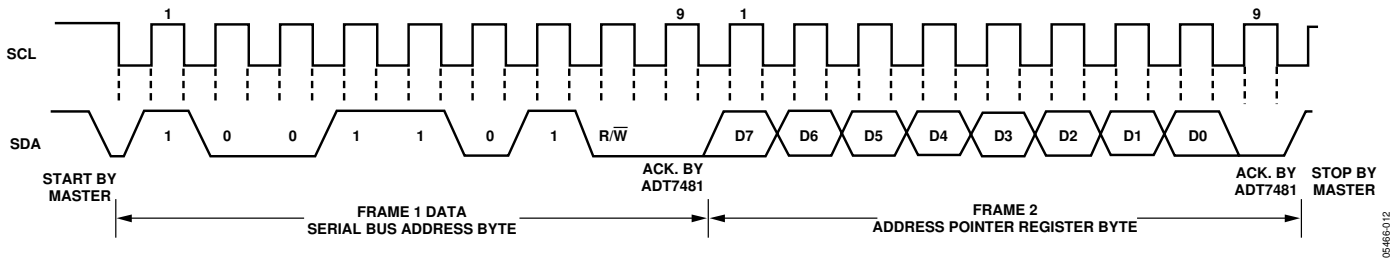 1 9 1 9
SCL
SDA
1 0 0 1 1 0 1 R/W̅ D7 D6 D5 D4 D3 D2 D1 D0
START BY
MASTER
ACK. BY
ADT7481
ACK. BY
ADT7481
STOP BY
MASTER
FRAME 1 DATA
SERIAL BUS ADDRESS BYTE
FRAME 2
ADDRESS POINTER REGISTER BYTE
05466-012